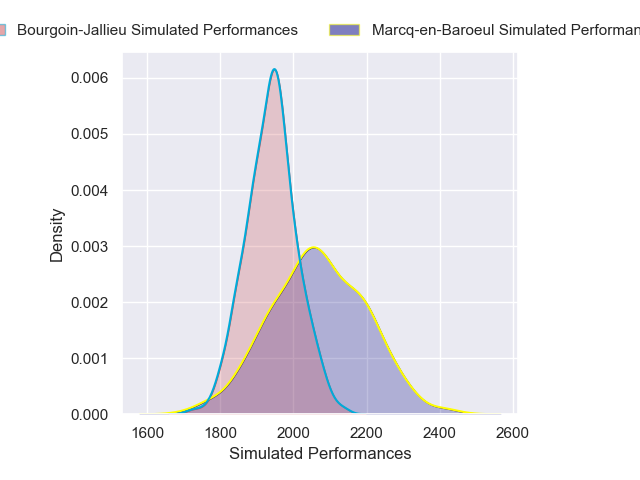 Bourgoin-Jallieu Simulated Performances
Marcq-en-Baroeul Simulated Performan
0.006
0.005
0.004
0.003
0.002
0.001
0.000
Density
1600 1800 2000 2200 2400 2600
Simulated Performances